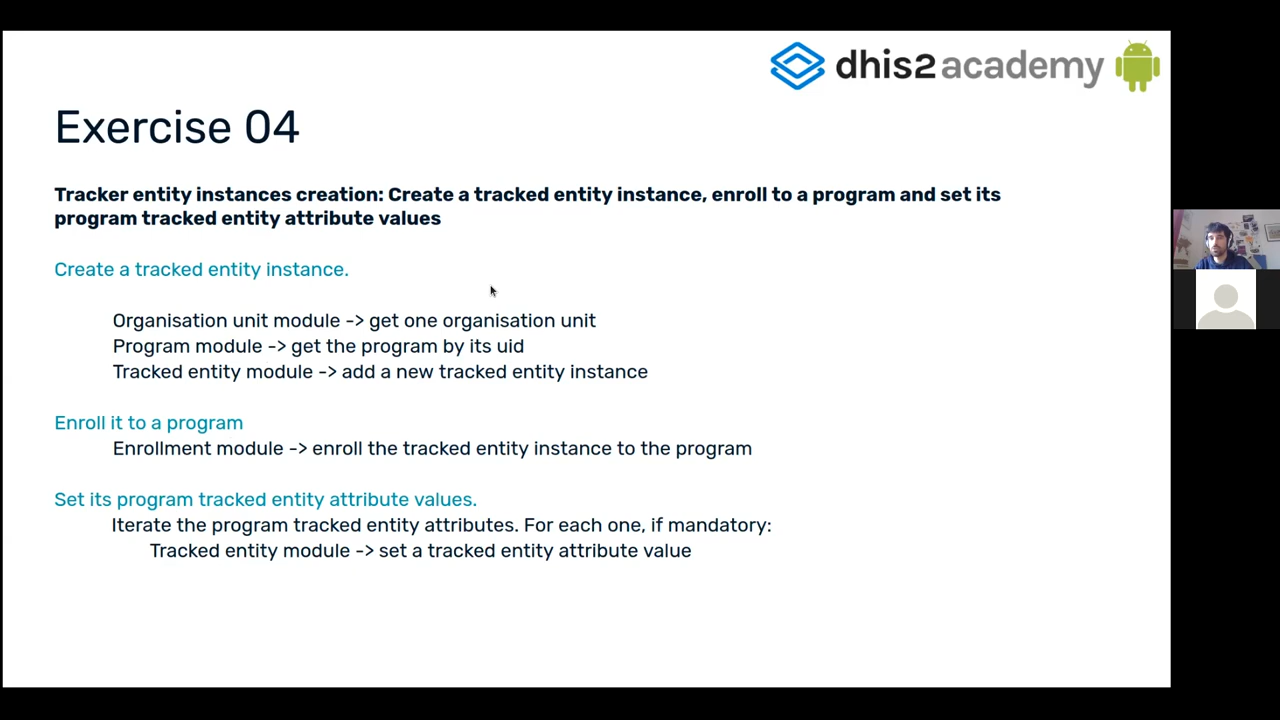 dhis2 academy
Exercise 04
Tracker entity instances creation: Create a tracked entity instance, enroll to a program and set its
program tracked entity attribute values
Create a tracked entity instance.
Organisation unit module -> get one organisation unit
Program module -> get the program by its uid
Tracked entity module -> add a new tracked entity instance
Enroll it to a program
Enrollment module -> enroll the tracked entity instance to the program
Set its program tracked entity attribute values.
Iterate the program tracked entity attributes. For each one, if mandatory:
Tracked entity module -> set a tracked entity attribute value